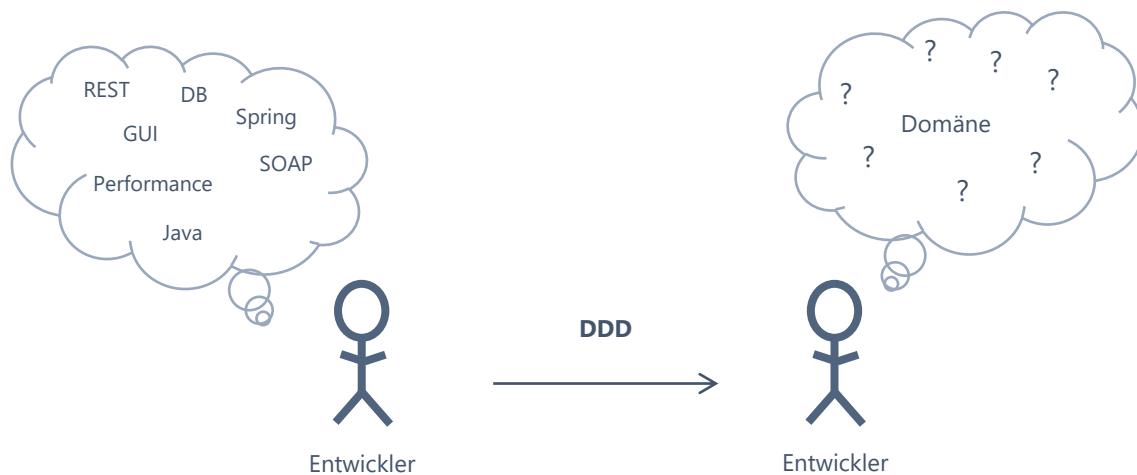 REST
DB
Spring
GUI
SOAP
Performance
Java
?
?
?
?
Domäne
?
?
?
DDD
Entwickler
Entwickler